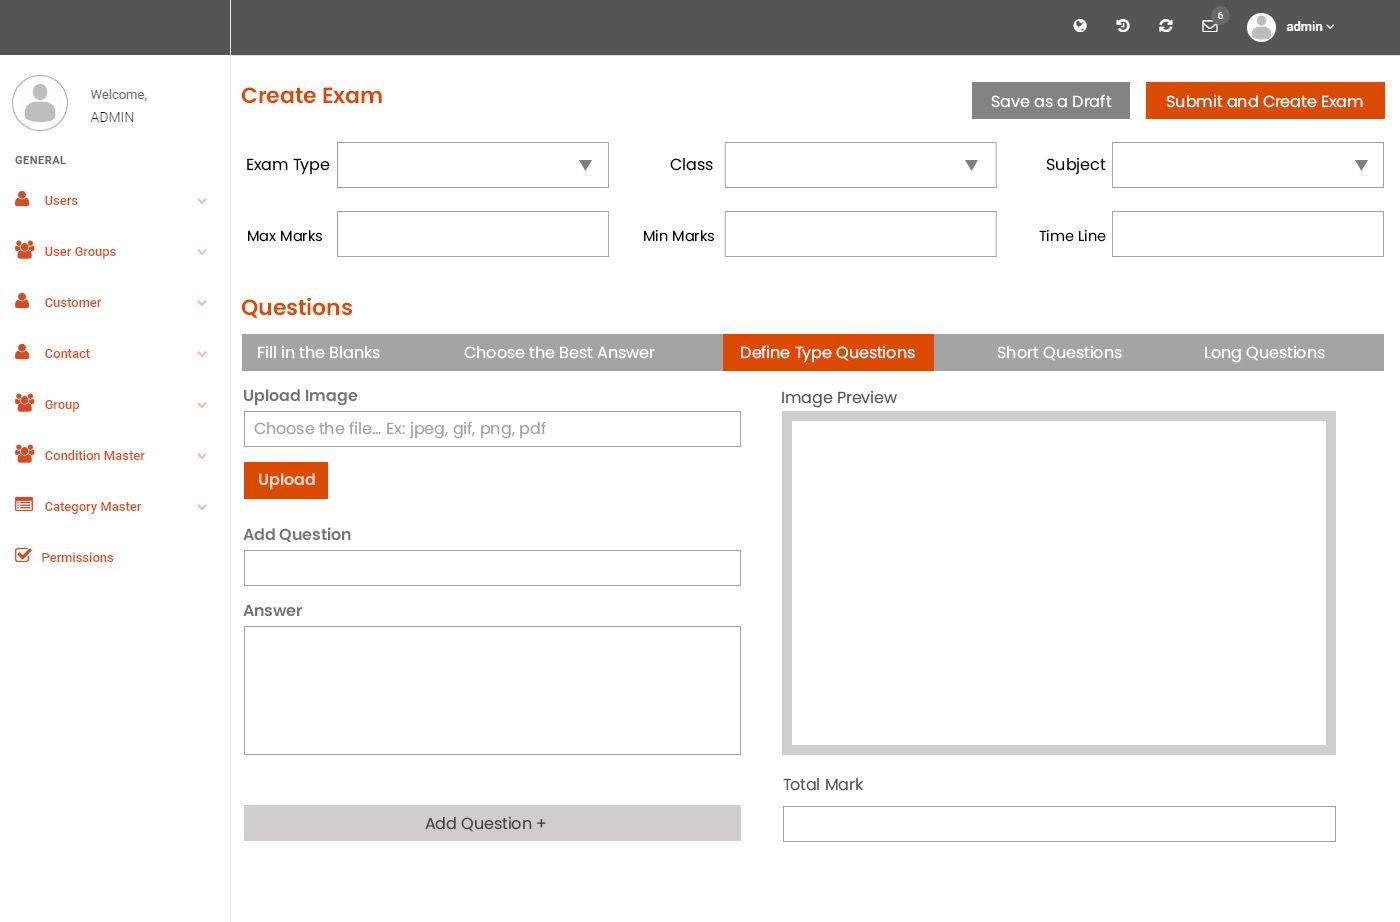 6
admin
Welcome,
ADMIN
GENERAL
Users
User Groups
Customer
Contact
Group
Condition Master
Category Master
Permissions
Create Exam
Save as a Draft
Submit and Create Exam
Exam Type
Class
Subject
Max Marks
Min Marks
Time Line
Questions
Fill in the Blanks
Choose the Best Answer
Define Type Questions
Short Questions
Long Questions
Upload Image
Choose the file... Ex: jpeg, gif, png, pdf
Upload
Add Question
Answer
Add Question +
Image Preview
Total Mark